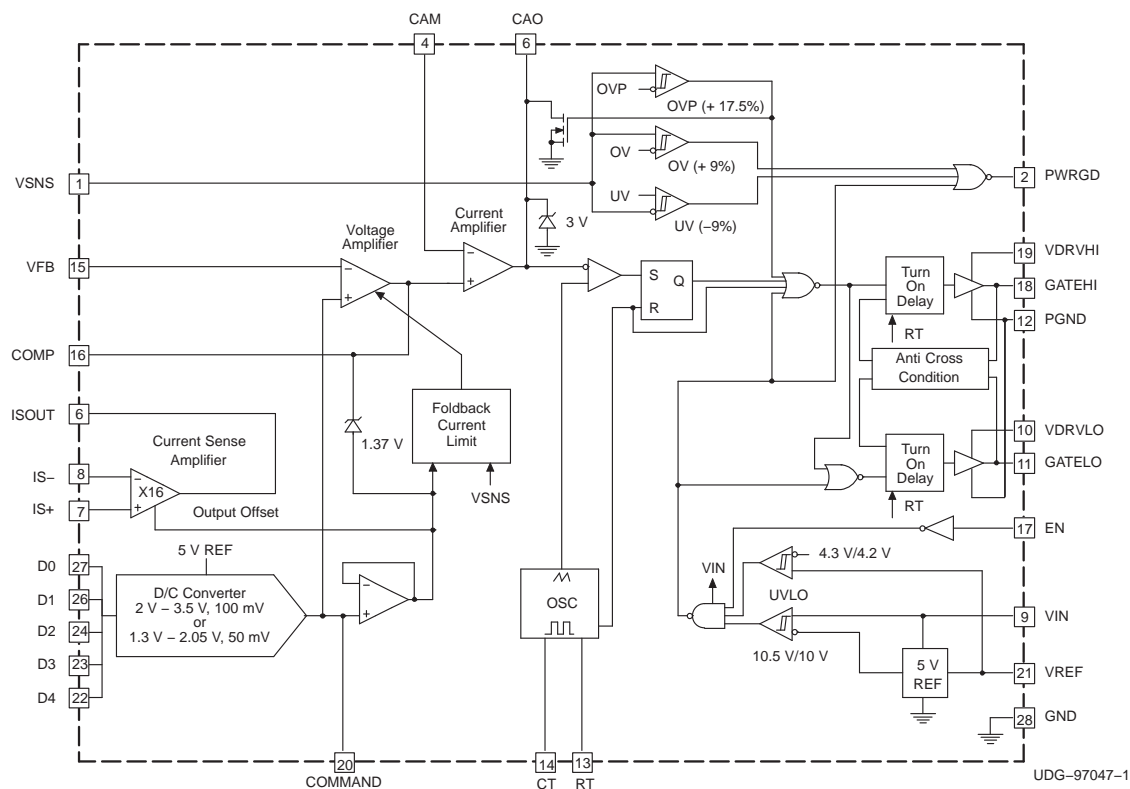 CAM
CAO
4
6
OVP
OVP (+ 17.5%)
OV
OV (+ 9%)
VSNS
1
2
PWRGD
UV
UV (−9%)
3 V
Voltage
Amplifier
Current
Amplifier
VFB
15
−
+
−
+
S
Q
R
Turn
On
Delay
19
VDRVHI
18
GATEHI
12
PGND
RT
COMP
16
Anti Cross
Condition
Foldback
Current
Limit
ISOUT
6
1.37 V
Current Sense
Amplifier
10
VDRVLO
Turn
On
Delay
11
GATELO
IS−
8
−
X16
+
IS+
7
VSNS
Output Offset
RT
17
EN
5 V REF
4.3 V/4.2 V
D0
27
D/C Converter
2 V − 3.5 V, 100 mV
or
1.3 V − 2.05 V, 50 mV
−
+
VIN
UVLO
D1
26
OSC
9
VIN
D2
24
10.5 V/10 V
D3
23
5 V
REF
21
VREF
D4
22
28
GND
20
COMMAND
14
CT
13
RT
UDG−97047−1